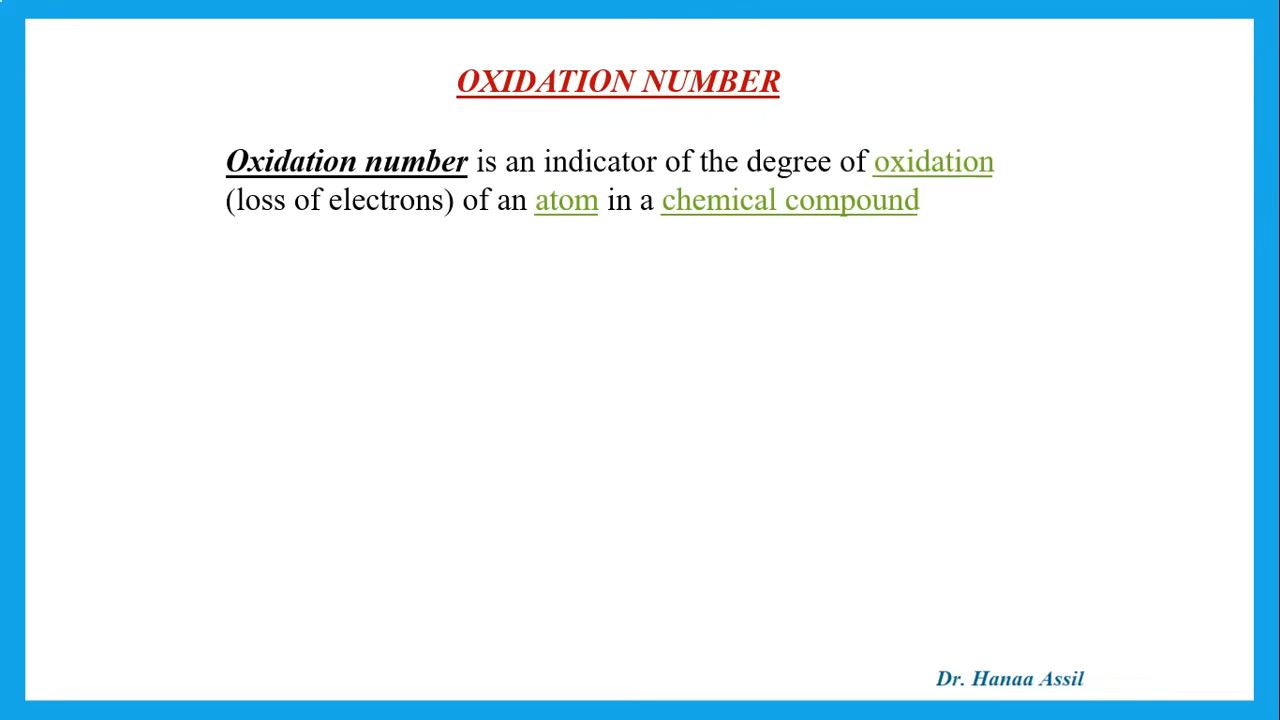 OXIDATION NUMBER
Oxidation number is an indicator of the degree of oxidation
(loss of electrons) of an atom in a chemical compound
Dr. Hanaa Assil